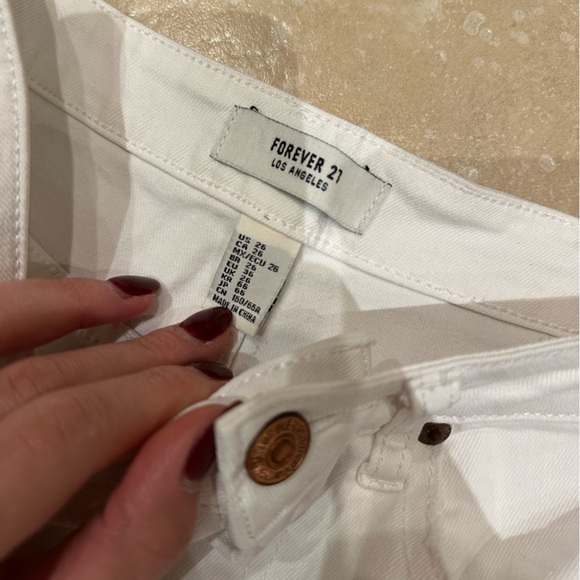 FOREVER 21
LOS ANGELES
US 26
CA 26
MX/ECU 26
BR 26
EU 36
UK 26
KR 66
JP 66
CN 160/66A
MADE IN CHINA